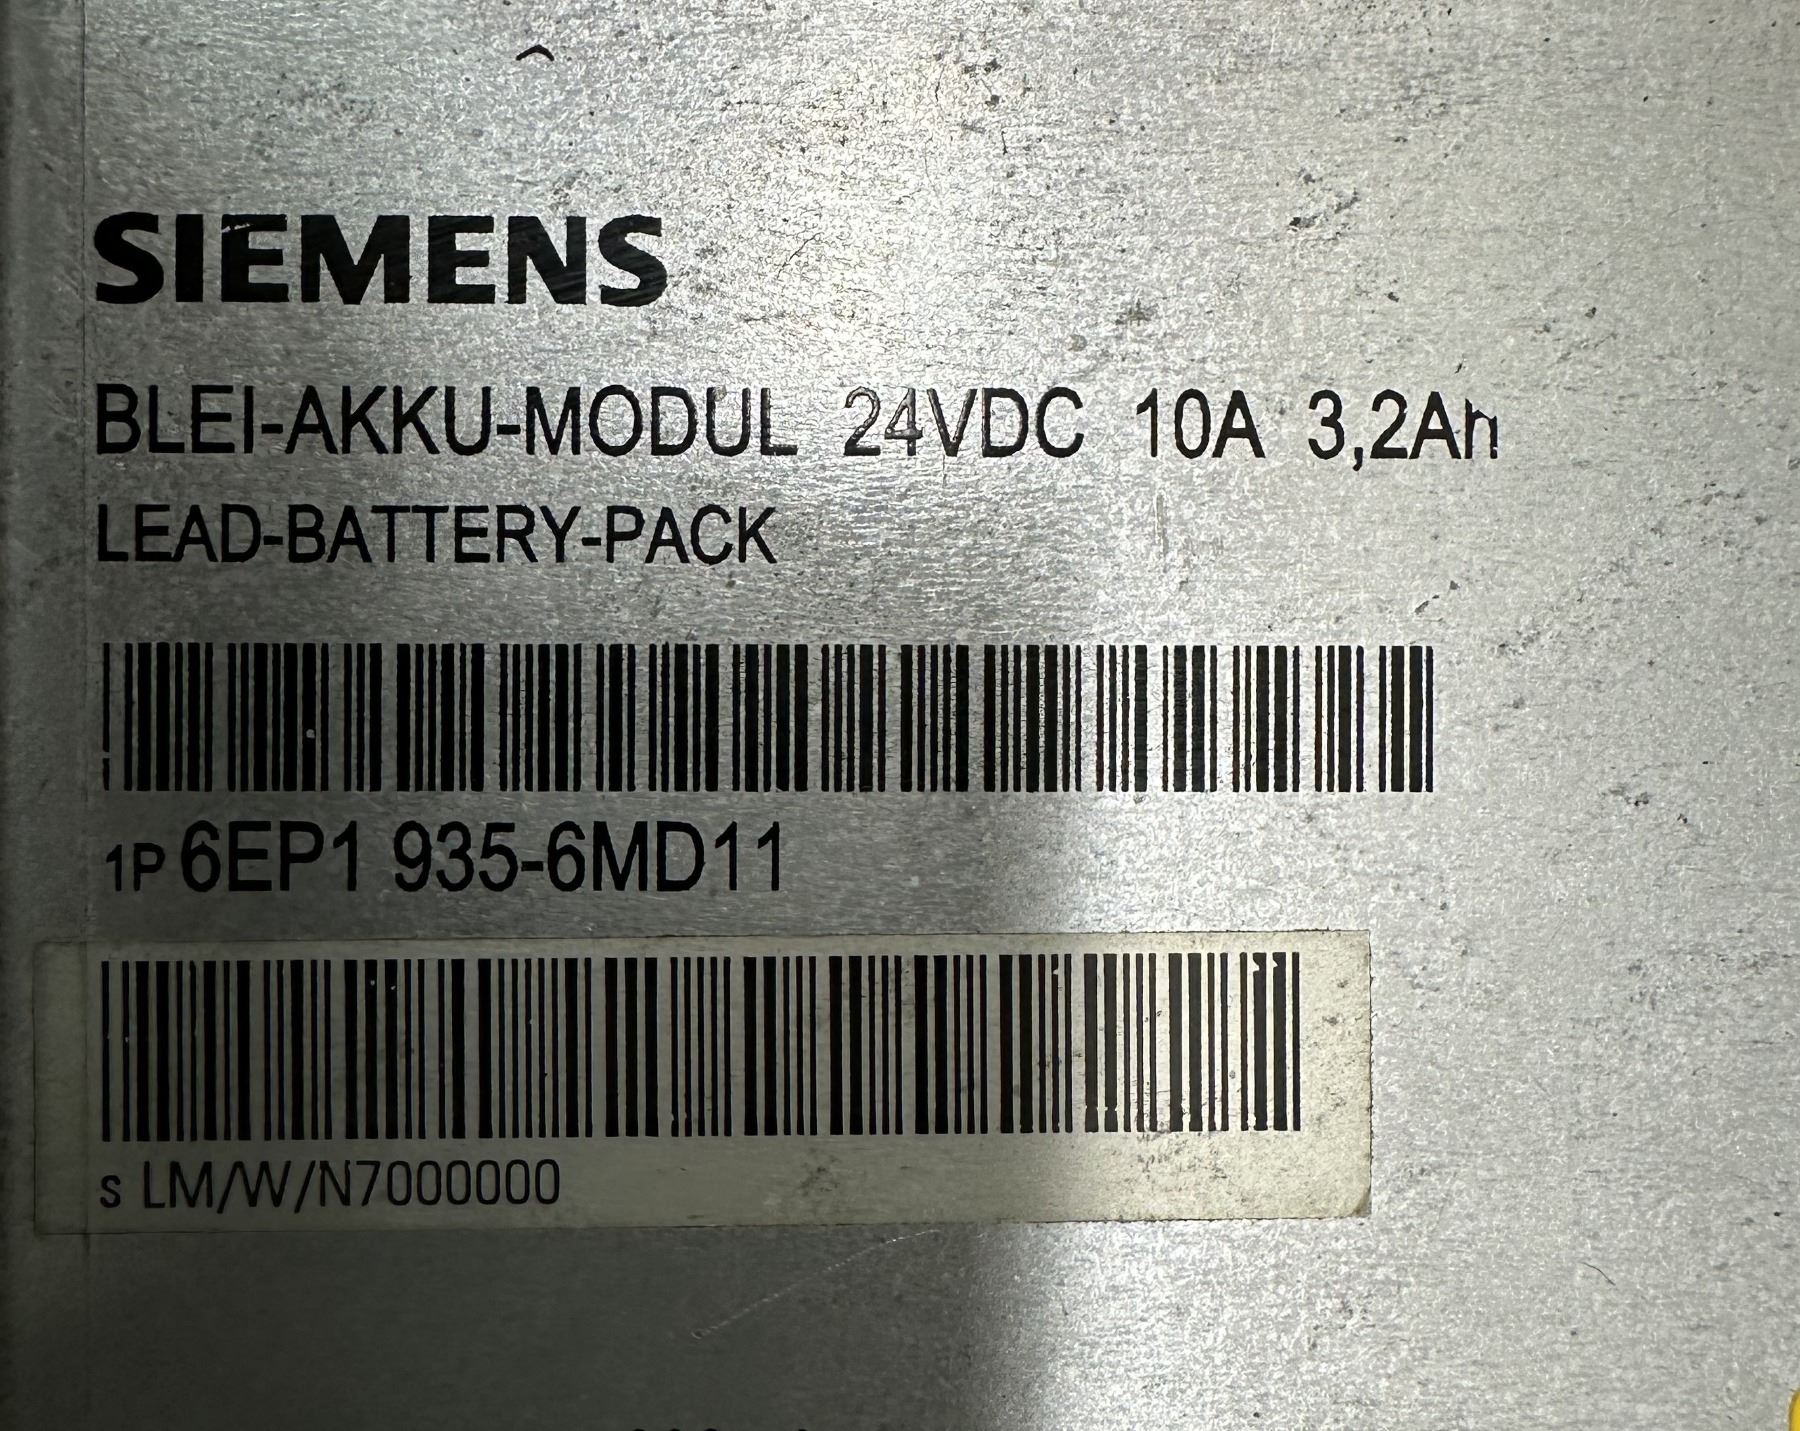 SIEMENS
BLEI-AKKU-MODUL 24VDC 10A 3,2Ah
LEAD-BATTERY-PACK
1P 6EP1 935-6MD11
s LM/W/N7000000